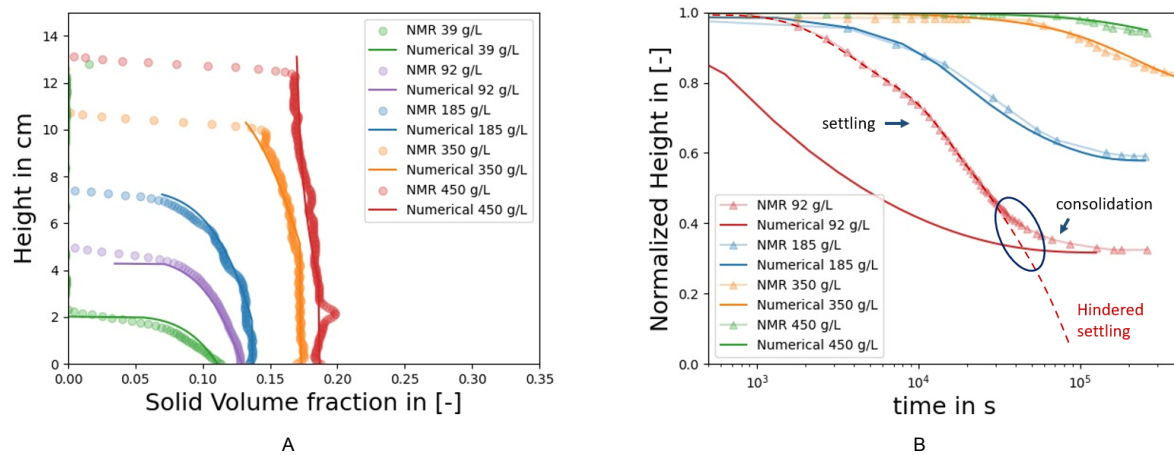 14
12
10
8
6
4
2
0
Height in cm
0.00 0.05 0.10 0.15 0.20 0.25 0.30 0.35
Solid Volume fraction in [-]
NMR 39 g/L
Numerical 39 g/L
NMR 92 g/L
Numerical 92 g/L
NMR 185 g/L
Numerical 185 g/L
NMR 350 g/L
Numerical 350 g/L
NMR 450 g/L
Numerical 450 g/L
A
1.0
0.8
0.6
0.4
0.2
0.0
Normalized Height in [-]
settling
consolidation
Hindered
settling
NMR 92 g/L
Numerical 92 g/L
NMR 185 g/L
Numerical 185 g/L
NMR 350 g/L
Numerical 350 g/L
NMR 450 g/L
Numerical 450 g/L
10³ 10⁴ 10⁵
time in s
B